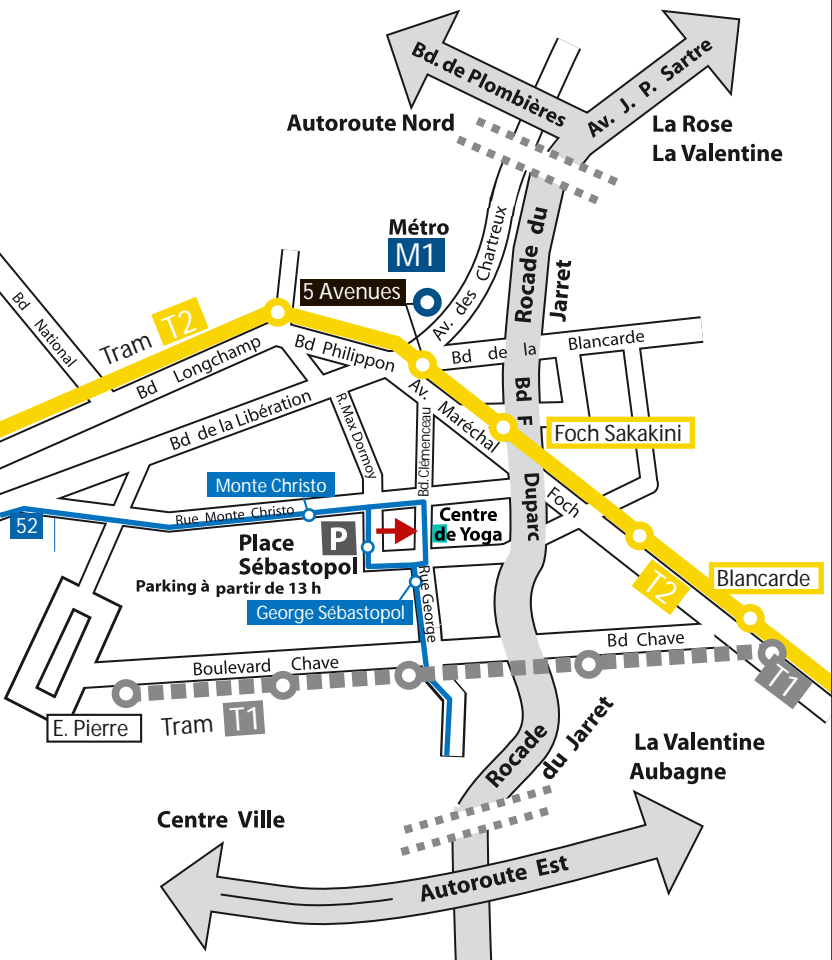 Bd. de Plombières
Av. J. P. Sartre
Autoroute Nord
La Rose
La Valentine
Métro
M1
5 Avenues
Av. des Chartreux
Rocade du
Jarret
Bd National
Tram T2
Bd Longchamp
Bd Philippon
Bd de la Blancarde
Bd de la Libération
R. Max Dormoy
Av. Maréchal
Foch
Bd F
Duparc
Foch Sakakini
Bd. Clémenceau
Monte Christo
Rue Monte Christo
52
P
Centre
de Yoga
Place
Sébastopol
Parking à partir de 13 h
George Sébastopol
Rue George
T2
Blancarde
Bd Chave
Boulevard Chave
T1
E. Pierre
Tram T1
Rocade
du Jarret
La Valentine
Aubagne
Centre Ville
Autoroute Est